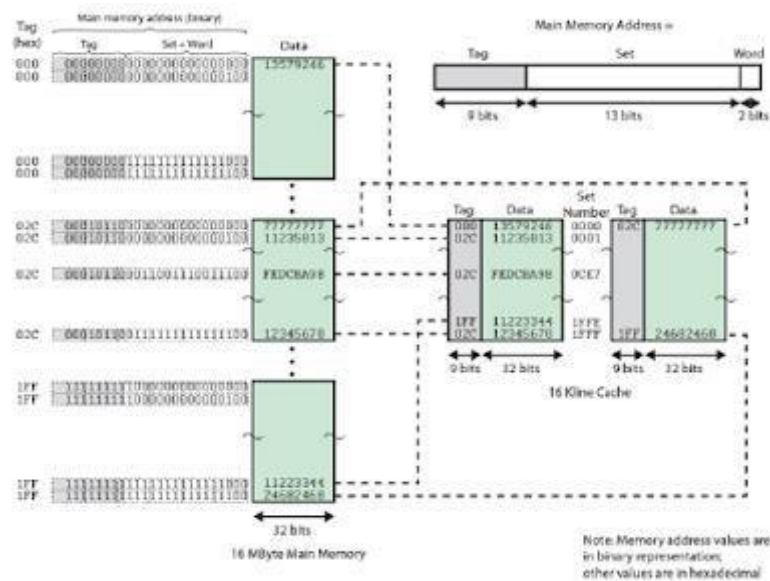 Tag
(hex)
Main memory address (binary)
Tag
Set + Word
Data
000
000
13579246
000
000
02C
77777777
02C
11235813
02C
FEDCBA98
02C
12345678
1FF
1FF
1FF
11223344
1FF
24682468
32 bits
16 MByte Main Memory
Main Memory Address =
Tag
Set
Word
9 bits
13 bits
2 bits
Tag
Data
Set
Number
Tag
Data
000
13579246
0000
02C
77777777
02C
11235813
0001
02C
FEDCBA98
0CE7
1FF
11223344
1FFE
02C
12345678
1FFF
1FF
24682468
9 bits
32 bits
9 bits
32 bits
16 Kline Cache
Note: Memory address values are
in binary representation;
other values are in hexadecimal